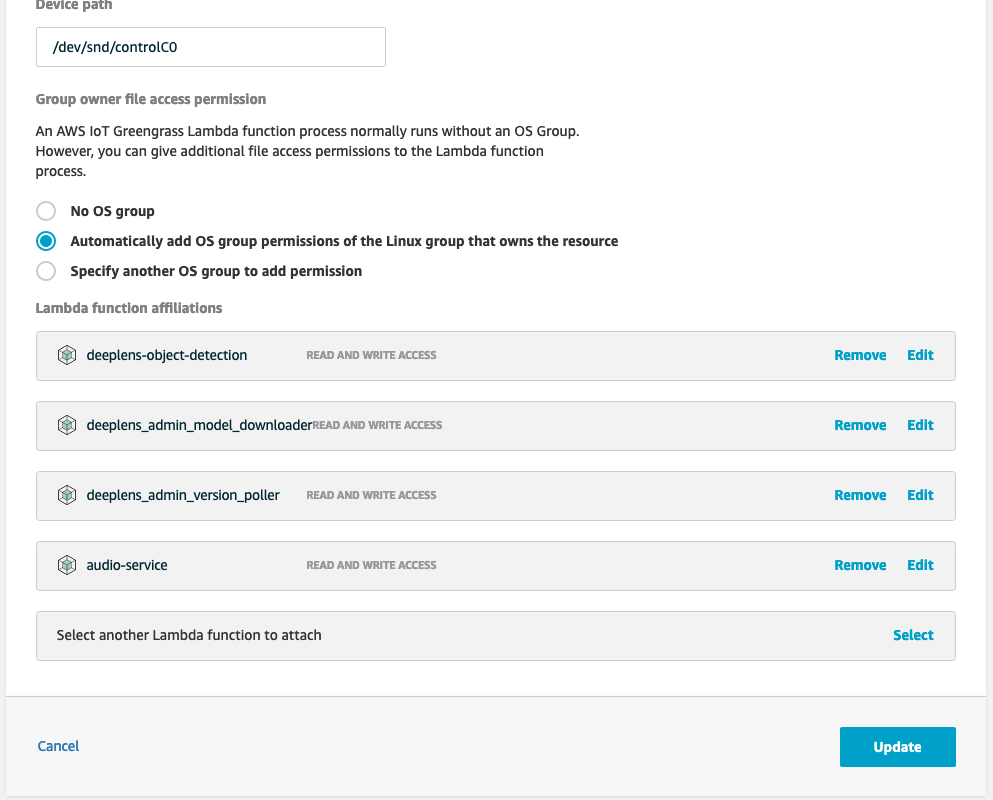 Device path
/dev/snd/controlC0
Group owner file access permission
An AWS IoT Greengrass Lambda function process normally runs without an OS Group.
However, you can give additional file access permissions to the Lambda function
process.
No OS group
Automatically add OS group permissions of the Linux group that owns the resource
Specify another OS group to add permission
Lambda function affiliations
deeplens-object-detection READ AND WRITE ACCESS Remove Edit
deeplens_admin_model_downloader READ AND WRITE ACCESS Remove Edit
deeplens_admin_version_poller READ AND WRITE ACCESS Remove Edit
audio-service READ AND WRITE ACCESS Remove Edit
Select another Lambda function to attach Select
Cancel Update